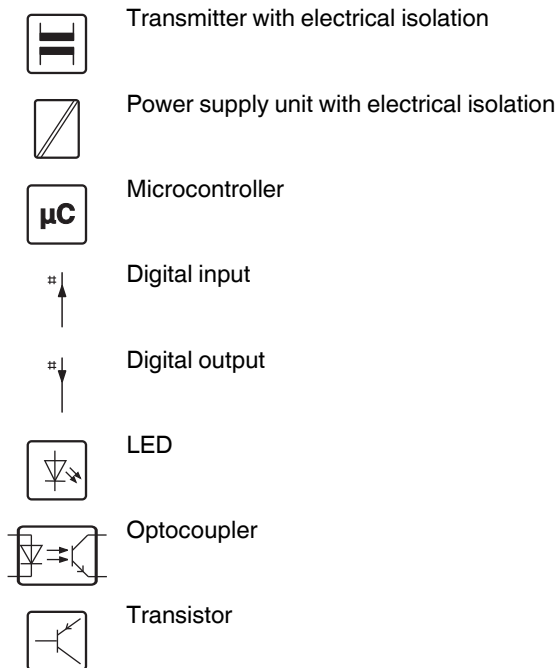 Transmitter with electrical isolation
Power supply unit with electrical isolation
µC
Microcontroller
#
Digital input
#
Digital output
LED
Optocoupler
Transistor